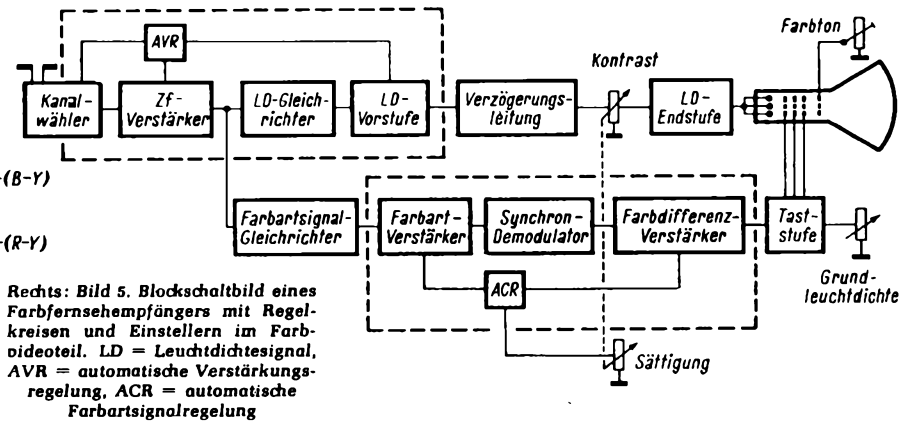 AVR
Kanal-
wähler
Zf-
Verstärker
LD-Gleich-
richter
LD-
Vorstufe
Verzögerungs-
leitung
Kontrast
LD-
Endstufe
Farbton
-(B-Y)
-(R-Y)
Farbartsignal-
Gleichrichter
Farbart-
Verstärker
Synchron-
Demodulator
Farbdifferenz-
Verstärker
Tast-
stufe
Grund-
leuchtdichte
ACR
Sättigung
Rechts: Bild 5. Blockschaltbild eines
Farbfernsehempfängers mit Regel-
kreisen und Einstellern im Farb-
videoteil. LD = Leuchtdichtesignal,
AVR = automatische Verstärkungs-
regelung, ACR = automatische
Farbartsignalregelung